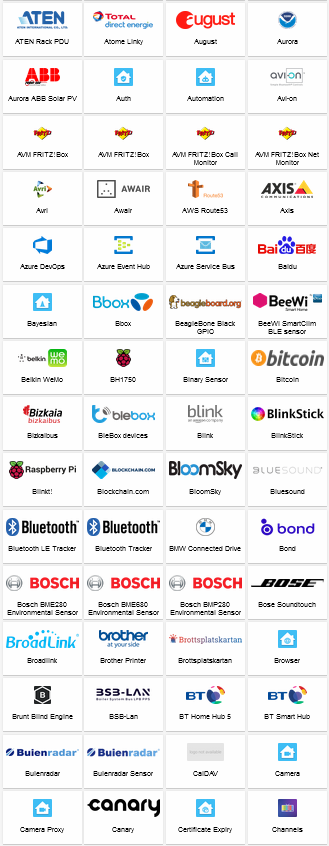 ATEN
ATEN INTERNATIONAL CO., LTD.
TOTAL
direct energie
august
ATEN Rack PDU
Atome Linky
August
Aurora
ABB
avi-on
Aurora ABB Solar PV
Auth
Automation
Avi-on
FRITZ!
FRITZ!
FRITZ!
FRITZ!
AVM FRITZ!Box
AVM FRITZ!Box
AVM FRITZ!Box Call
Monitor
AVM FRITZ!Box Net
Monitor
Avri
AWAIR
Route53
AXIS
COMMUNICATIONS
Avri
Awair
AWS Route53
Axis
Baidu百度
Azure DevOps
Azure Event Hub
Azure Service Bus
Baidu
Bbox
beagleboard.org
BeeWi
Smart Home
Bayesian
Bbox
BeagleBone Black
GPIO
BeeWi SmartClim
BLE sensor
belkin
wemo
bitcoin
Belkin WeMo
BH1750
Binary Sensor
Bitcoin
Bizkaia
bizkaibus
blebox
blink
an amazon company
BlinkStick
Bizkaibus
BleBox devices
Blink
BlinkStick
Raspberry Pi
BLOCKCHAIN.COM
BloomSky
BLUESOUND
Blinkt!
Blockchain.com
BloomSky
Bluesound
Bluetooth
Bluetooth
bond
Bluetooth LE Tracker
Bluetooth Tracker
BMW Connected Drive
Bond
BOSCH
BOSCH
BOSCH
BOSE
Bosch BME280
Environmental Sensor
Bosch BME680
Environmental Sensor
Bosch BMP280
Environmental Sensor
Bose Soundtouch
BroadLink
brother
at your side
Brottsplatskartan
Broadlink
Brother Printer
Brottsplatskartan
Browser
B
BSB-LAN
BT
BT
Brunt Blind Engine
BSB-Lan
BT Home Hub 5
BT Smart Hub
Buienradar
Buienradar
Buienradar
Buienradar Sensor
CalDAV
Camera
canary
Camera Proxy
Canary
Certificate Expiry
Channels